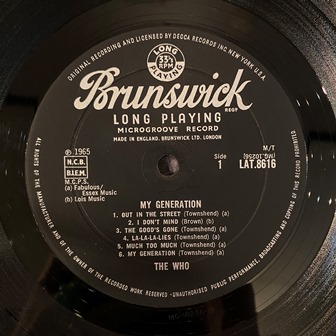 ORIGINAL RECORDING AND LICENSED BY DECCA RECORDS INC NEW YORK U.S.A.
LONG
33⅓
RPM
PLAYING
Brunswick
REGD
LONG PLAYING
MICROGROOVE RECORD
MADE IN ENGLAND, BRUNSWICK LTD. LONDON
℗ 1965
N.C.B.
B.I.E.M.
M.C.P.S.
(a) Fabulous/
Essex Music
(b) Lois Music
Side
1
M/T
(MG.10296)
LAT.8616
MY GENERATION
1. OUT IN THE STREET (Townshend) (a)
2. I DON'T MIND (Brown) (b)
3. THE GOOD'S GONE (Townshend) (a)
4. LA-LA-LA-LIES (Townshend) (a)
5. MUCH TOO MUCH (Townshend) (a)
6. MY GENERATION (Townshend) (a)
THE WHO
ALL RIGHTS OF THE MANUFACTURER AND OF THE OWNER OF THE RECORDED WORK RESERVED · UNAUTHORISED PUBLIC PERFORMANCE, BROADCASTING AND COPYING OF THIS RECORD PROHIBITED